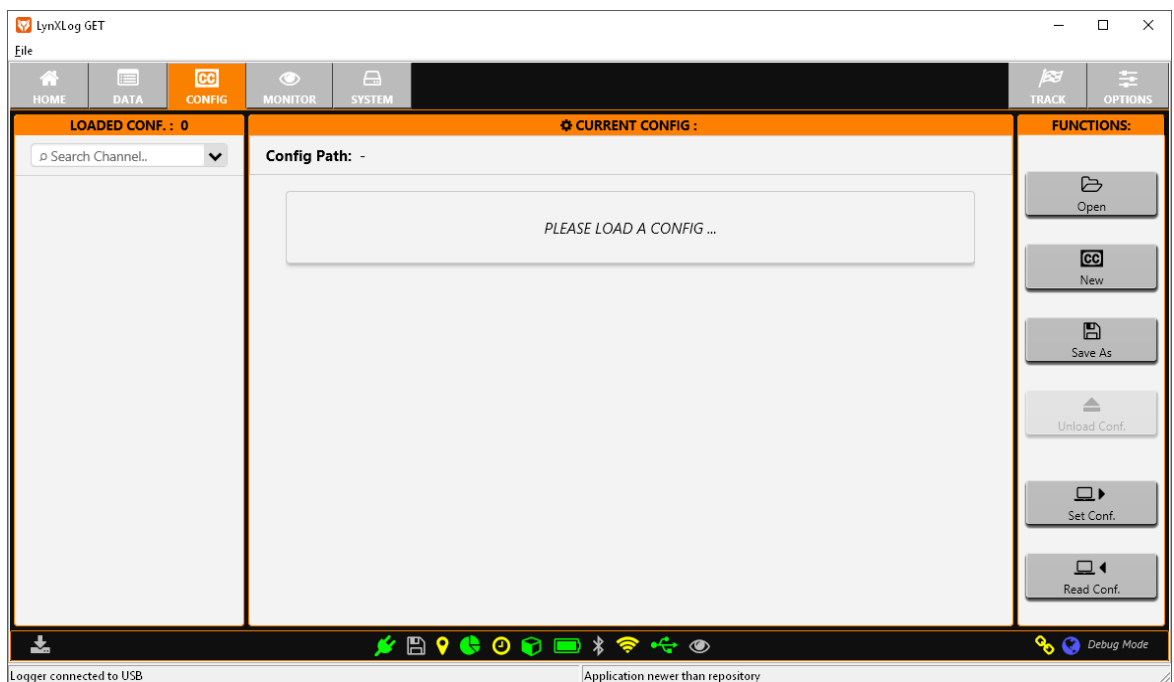 LynXLog GET
File
HOME DATA CONFIG MONITOR SYSTEM TRACK OPTIONS
LOADED CONF. : 0
Search Channel..
CURRENT CONFIG :
Config Path: -
PLEASE LOAD A CONFIG ...
FUNCTIONS:
Open
CC
New
Save As
Unload Conf.
Set Conf.
Read Conf.
Debug Mode
Logger connected to USB
Application newer than repository